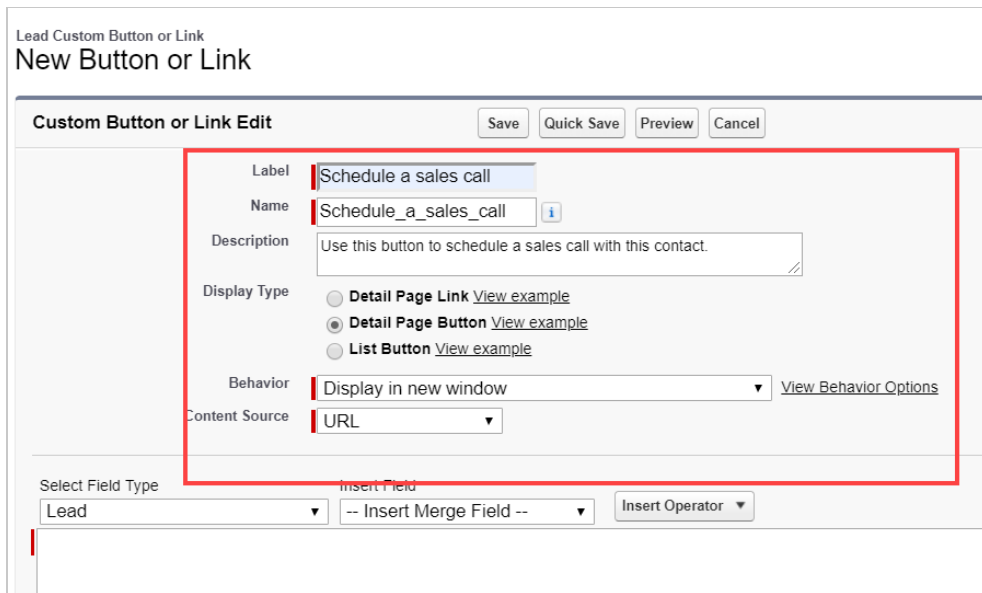 Lead Custom Button or Link
New Button or Link
Custom Button or Link Edit Save Quick Save Preview Cancel
Label Schedule a sales call
Name Schedule_a_sales_call i
Description Use this button to schedule a sales call with this contact.
Display Type Detail Page Link View example
Detail Page Button View example
List Button View example
Behavior Display in new window View Behavior Options
Content Source URL
Select Field Type Insert Field
Lead -- Insert Merge Field -- Insert Operator